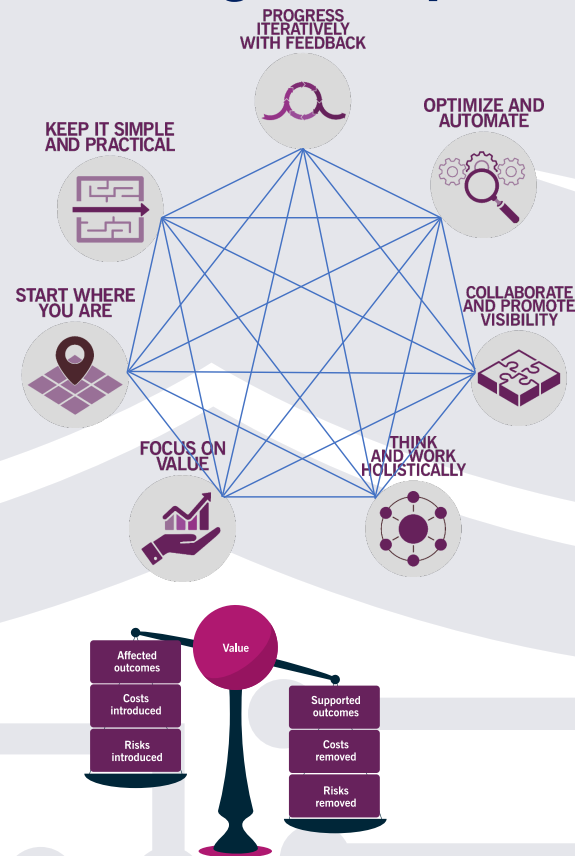 PROGRESS
ITERATIVELY
WITH FEEDBACK
OPTIMIZE AND
AUTOMATE
KEEP IT SIMPLE
AND PRACTICAL
COLLABORATE
AND PROMOTE
VISIBILITY
START WHERE
YOU ARE
FOCUS ON
VALUE
THINK
AND WORK
HOLISTICALLY
Value
Affected
outcomes
Costs
introduced
Risks
introduced
Supported
outcomes
Costs
removed
Risks
removed